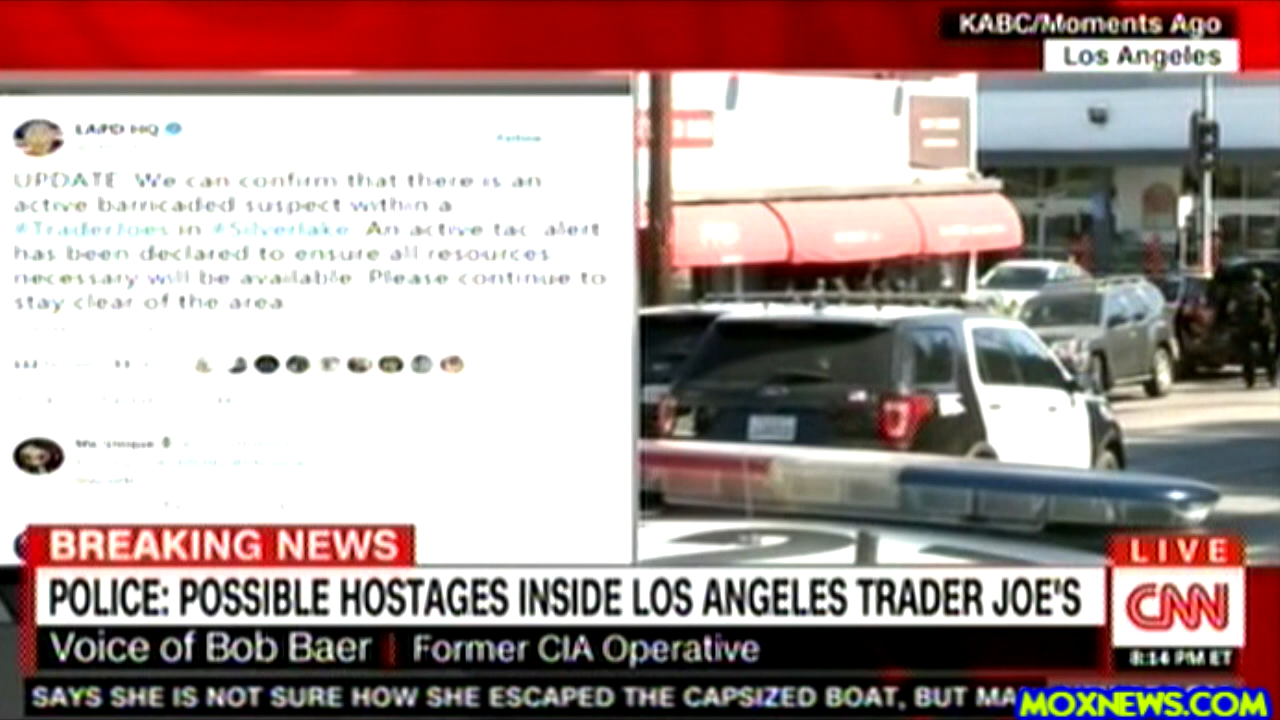 KABC/Moments Ago
Los Angeles
LAPD HQ
UPDATE We can confirm that there is an
active barricaded suspect within a
#TraderJoes in #Silverlake. An active tac alert
has been declared to ensure all resources
necessary will be available. Please continue to
stay clear of the area
BREAKING NEWS
LIVE
POLICE: POSSIBLE HOSTAGES INSIDE LOS ANGELES TRADER JOE'S
CNN
Voice of Bob Baer | Former CIA Operative
8:14 PM ET
SAYS SHE IS NOT SURE HOW SHE ESCAPED THE CAPSIZED BOAT, BUT MA
MOXNEWS.COM